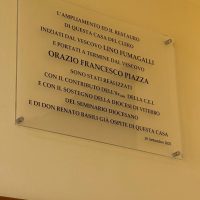 L'AMPLIAMENTO ED IL RESTAURO
DI QUESTA CASA DEL CLERO
INIZIATI DAL VESCOVO LINO FUMAGALLI
E PORTATI A TERMINE DAL VESCOVO
ORAZIO FRANCESCO PIAZZA
SONO STATI REALIZZATI
CON IL CONTRIBUTO DELL'8xMILLE DELLA C.E.I.
E CON IL SOSTEGNO DELLA DIOCESI DI VITERBO
DEL SEMINARIO DIOCESANO
E DI DON RENATO BASILI GIÀ OSPITE DI QUESTA CASA